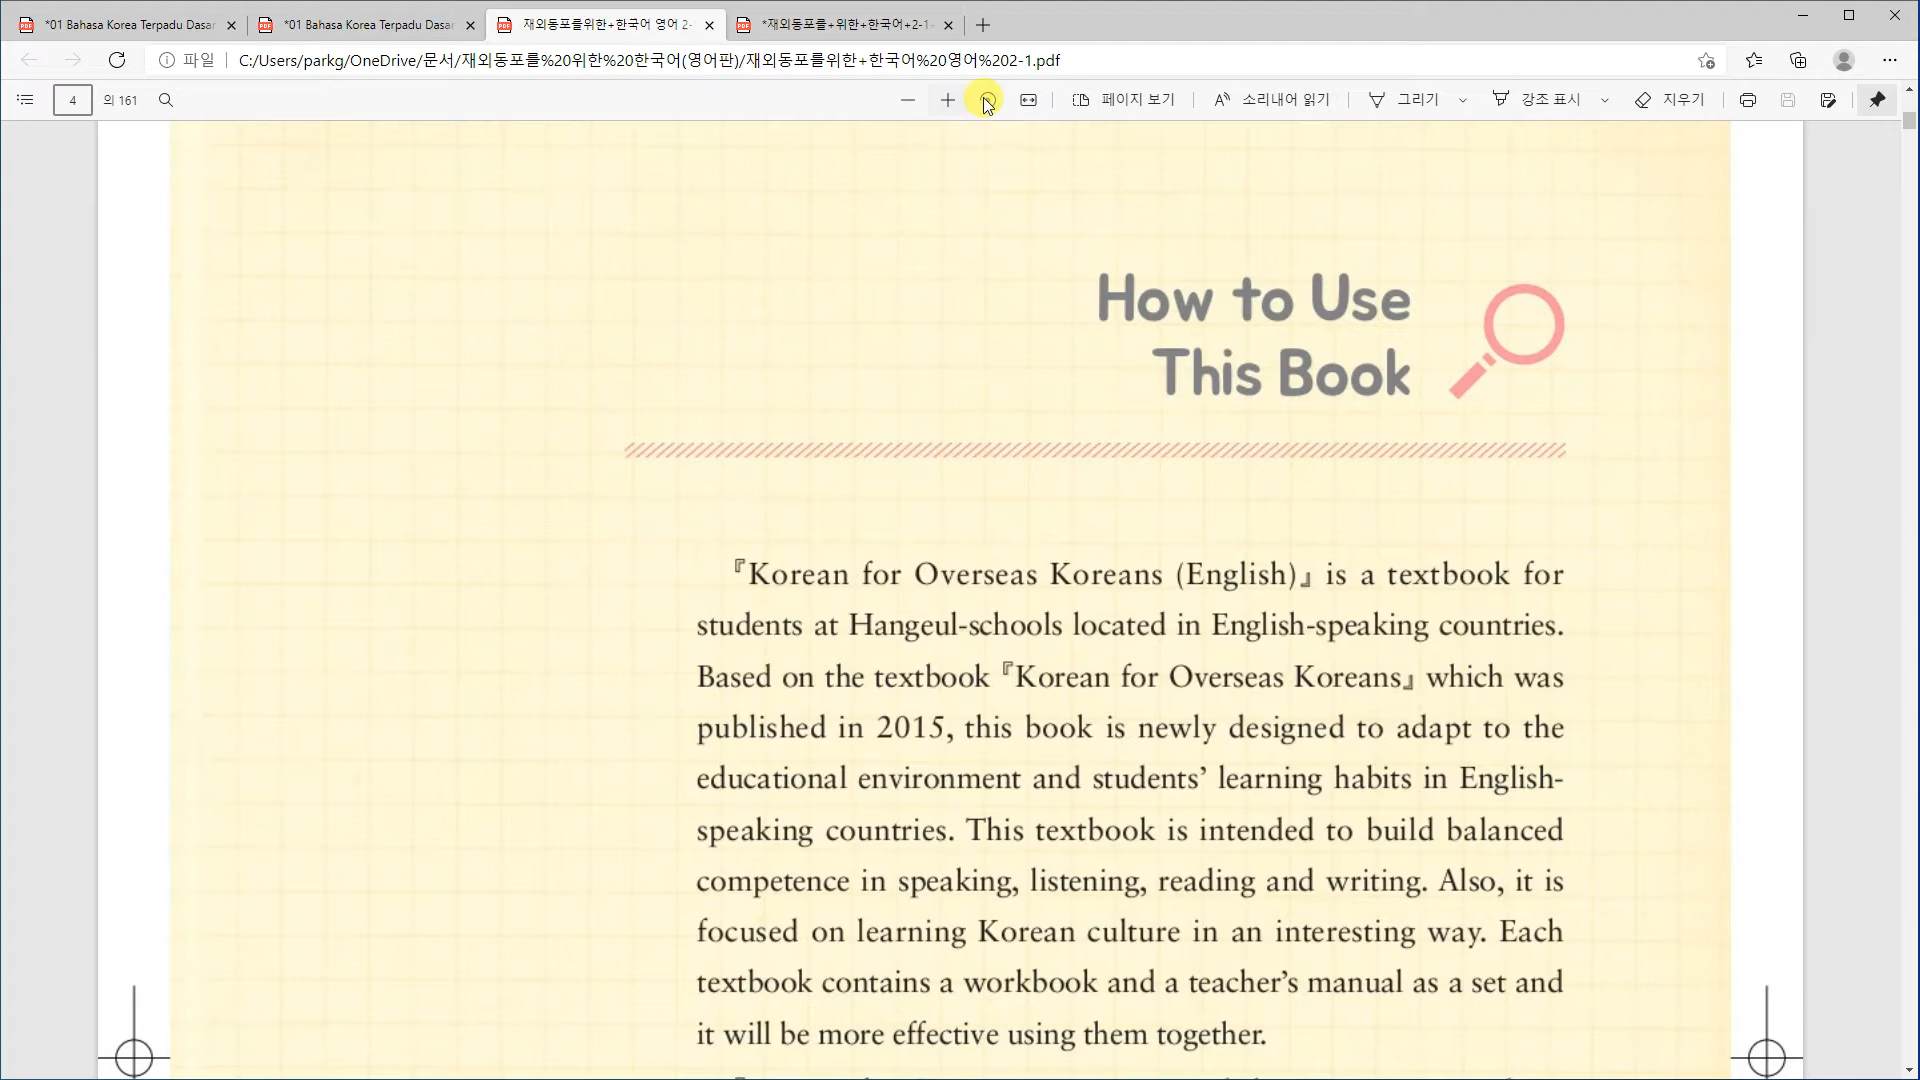 *01 Bahasa Korea Terpadu Dasar
*01 Bahasa Korea Terpadu Dasar
재외동포를위한+한국어 영어 2-
*재외동포를+위한+한국어+2-1-
파일
C:/Users/parkg/OneDrive/문서/재외동포를%20위한%20한국어(영어판)/재외동포를위한+한국어%20영어%202-1.pdf
4 의 161
페이지 보기
소리내어 읽기
그리기
강조 표시
지우기
How to Use
This Book
『Korean for Overseas Koreans (English)』 is a textbook for
students at Hangeul-schools located in English-speaking countries.
Based on the textbook 『Korean for Overseas Koreans』 which was
published in 2015, this book is newly designed to adapt to the
educational environment and students’ learning habits in English-
speaking countries. This textbook is intended to build balanced
competence in speaking, listening, reading and writing. Also, it is
focused on learning Korean culture in an interesting way. Each
textbook contains a workbook and a teacher’s manual as a set and
it will be more effective using them together.